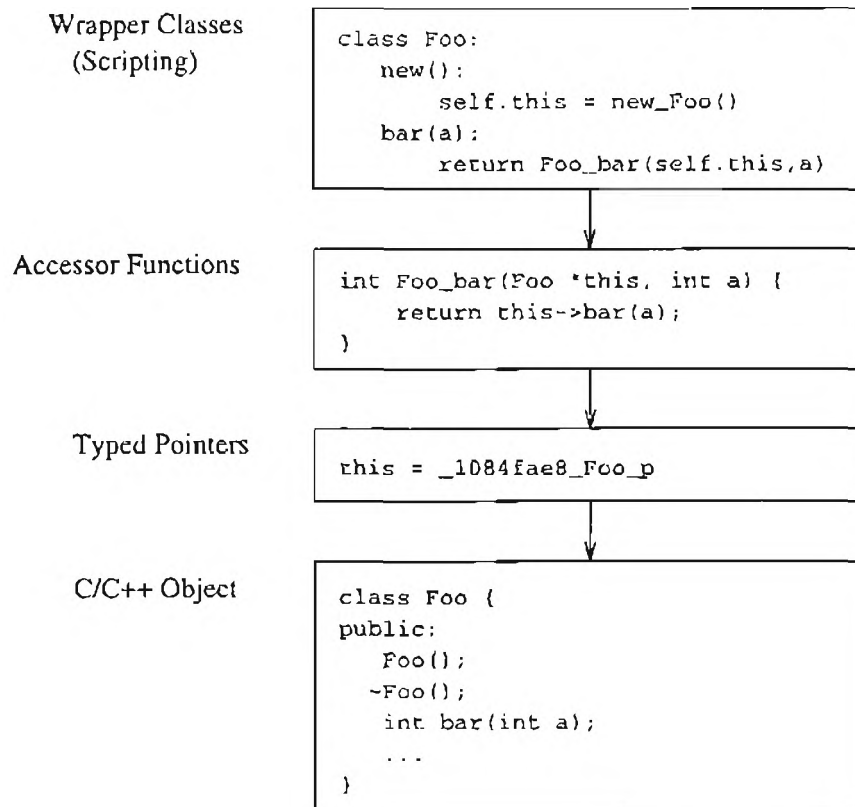 Wrapper Classes
(Scripting)
class Foo:
new():
self.this = new_Foo()
bar(a):
return Foo_bar(self.this,a)
Accessor Functions
int Foo_bar(Foo *this, int a) {
return this->bar(a);
}
Typed Pointers
this = _1084fae8_Foo_p
C/C++ Object
class Foo {
public:
Foo();
~Foo();
int bar(int a);
...
}